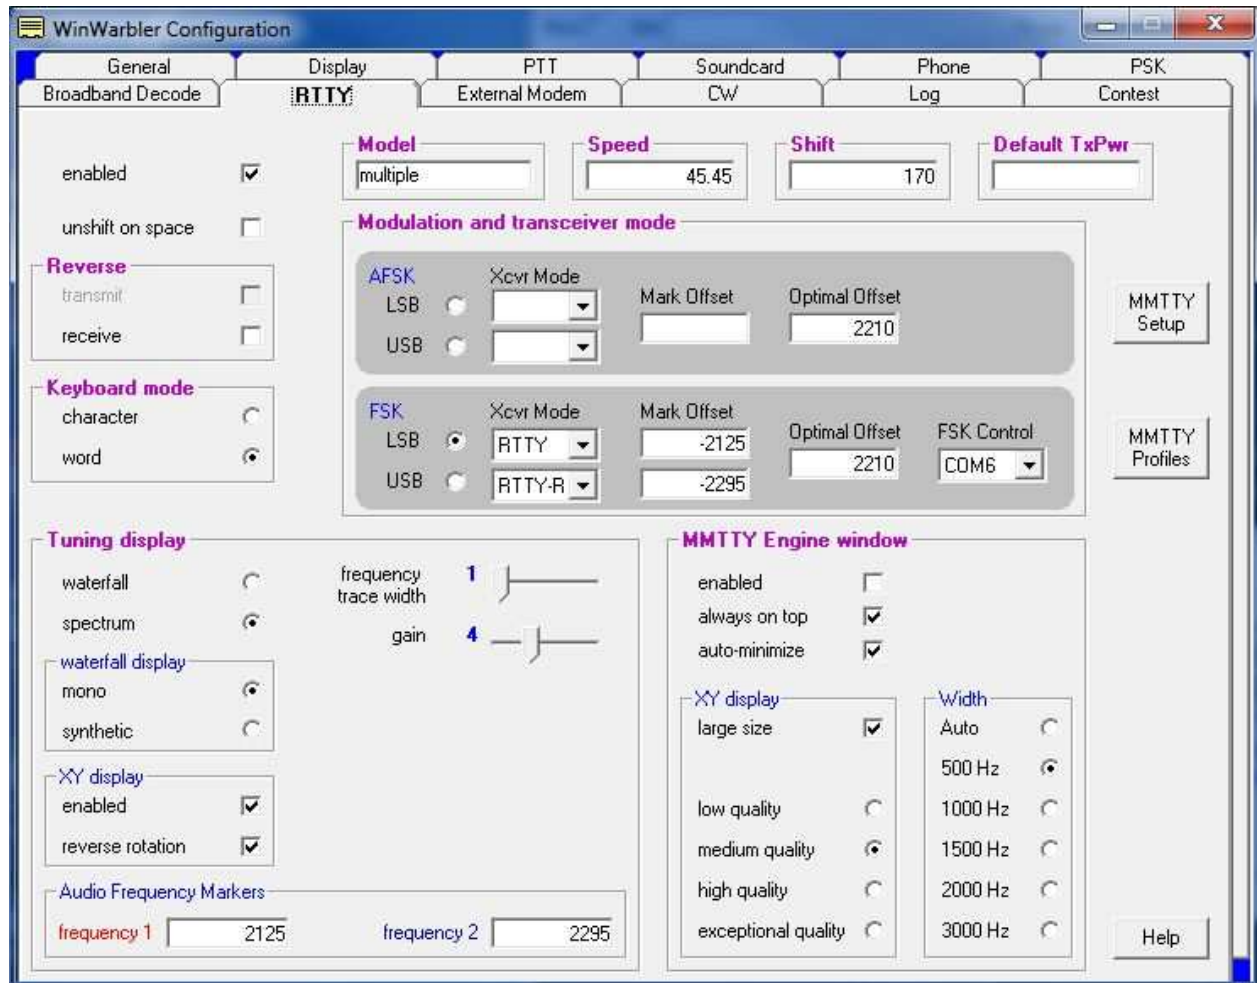 WinWarbler Configuration
General Display PTT Soundcard Phone PSK
Broadband Decode RTTY External Modem CW Log Contest
enabled
unshift on space
Reverse
transmit
receive
Keyboard mode
character
word
Model
multiple
Speed
45.45
Shift
170
Default TxPwr
Modulation and transceiver mode
AFSK Xcvr Mode Mark Offset Optimal Offset
LSB
2210
USB
FSK Xcvr Mode Mark Offset Optimal Offset FSK Control
LSB RTTY -2125
2210 COM6
USB RTTY-R -2295
MMTTY Setup
MMTTY Profiles
Tuning display
waterfall
spectrum
frequency trace width 1
gain 4
waterfall display
mono
synthetic
XY display
enabled
reverse rotation
Audio Frequency Markers
frequency 1 2125 frequency 2 2295
MMTTY Engine window
enabled
always on top
auto-minimize
XY display
large size
low quality
medium quality
high quality
exceptional quality
Width
Auto
500 Hz
1000 Hz
1500 Hz
2000 Hz
3000 Hz
Help